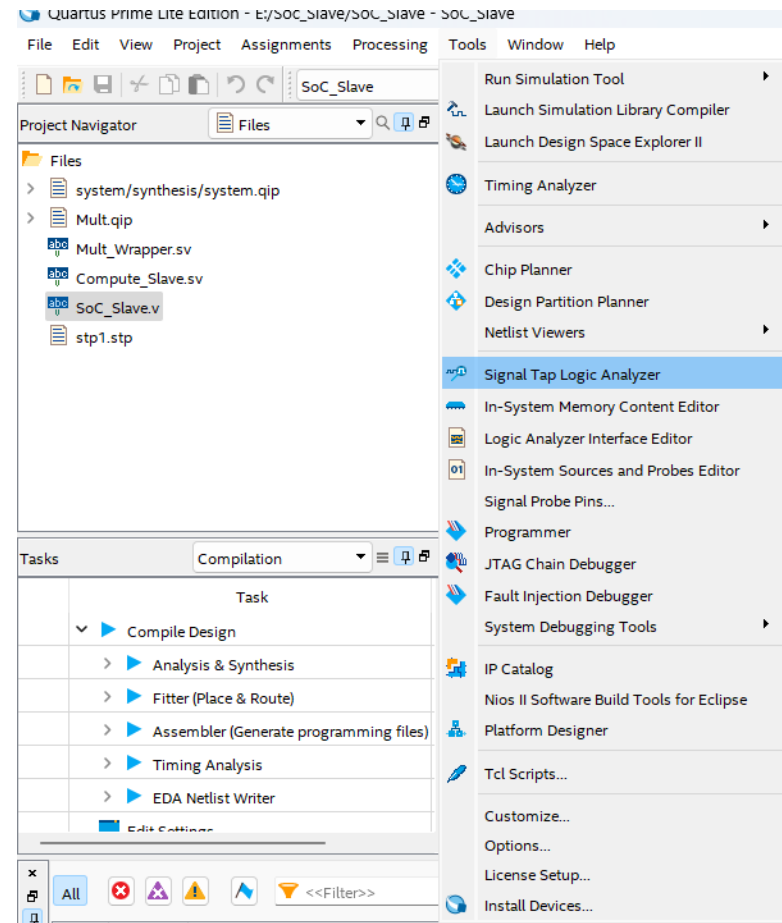 Quartus Prime Lite Edition - E:/Soc_Slave/SoC_Slave - SoC_Slave
File Edit View Project Assignments Processing Tools Window Help
SoC_Slave
Project Navigator Files
Files
system/synthesis/system.qip
Mult.qip
Mult_Wrapper.sv
Compute_Slave.sv
SoC_Slave.v
stp1.stp
Run Simulation Tool
Launch Simulation Library Compiler
Launch Design Space Explorer II
Timing Analyzer
Advisors
Chip Planner
Design Partition Planner
Netlist Viewers
Signal Tap Logic Analyzer
In-System Memory Content Editor
Logic Analyzer Interface Editor
In-System Sources and Probes Editor
Signal Probe Pins...
Programmer
JTAG Chain Debugger
Fault Injection Debugger
System Debugging Tools
IP Catalog
Nios II Software Build Tools for Eclipse
Platform Designer
Tcl Scripts...
Customize...
Options...
License Setup...
Install Devices...
Tasks Compilation
Task
Compile Design
Analysis & Synthesis
Fitter (Place & Route)
Assembler (Generate programming files)
Timing Analysis
EDA Netlist Writer
Edit Settings
All <<Filter>>